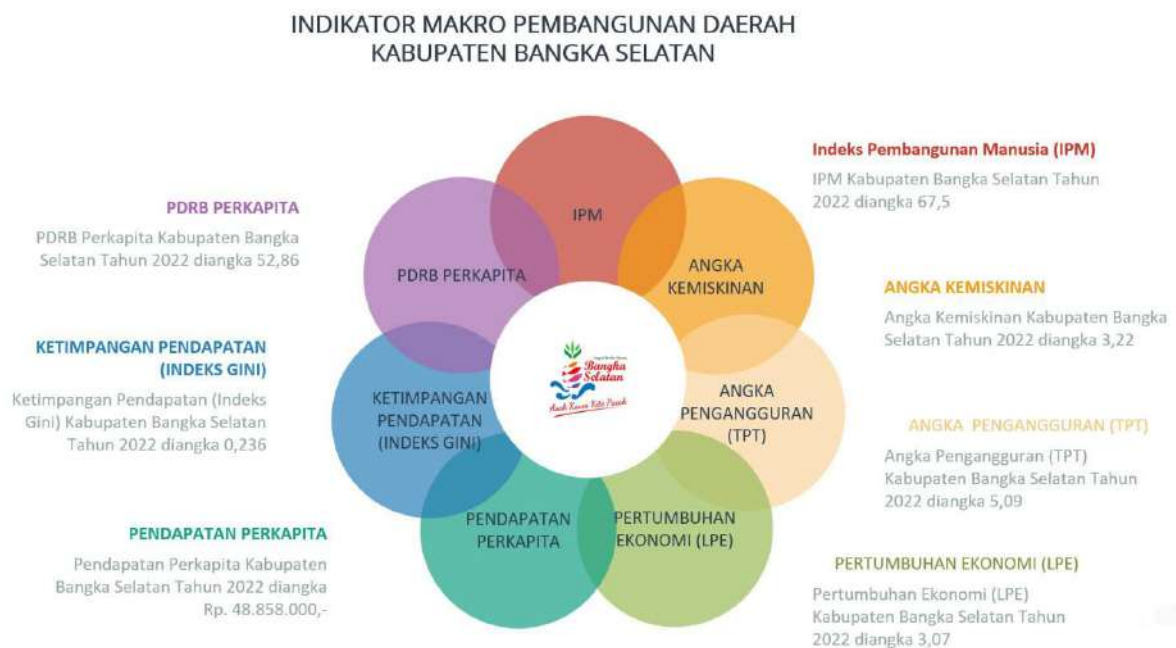 INDIKATOR MAKRO PEMBANGUNAN DAERAH
KABUPATEN BANGKA SELATAN
IPM
ANGKA
KEMISKINAN
ANGKA
PENGANGGURAN
(TPT)
PERTUMBUHAN
EKONOMI (LPE)
PENDAPATAN
PERKAPITA
KETIMPANGAN
PENDAPATAN
(INDEKS GINI)
PDRB PERKAPITA
Bangka
Selatan
Indeks Pembangunan Manusia (IPM)
IPM Kabupaten Bangka Selatan Tahun
2022 diangka 67,5
ANGKA KEMISKINAN
Angka Kemiskinan Kabupaten Bangka
Selatan Tahun 2022 diangka 3,22
ANGKA PENGANGGURAN (TPT)
Angka Pengangguran (TPT)
Kabupaten Bangka Selatan Tahun
2022 diangka 5,09
PERTUMBUHAN EKONOMI (LPE)
Pertumbuhan Ekonomi (LPE)
Kabupaten Bangka Selatan Tahun
2022 diangka 3,07
PDRB PERKAPITA
PDRB Perkapita Kabupaten Bangka
Selatan Tahun 2022 diangka 52,86
KETIMPANGAN PENDAPATAN
(INDEKS GINI)
Ketimpangan Pendapatan (Indeks
Gini) Kabupaten Bangka Selatan
Tahun 2022 diangka 0,236
PENDAPATAN PERKAPITA
Pendapatan Perkapita Kabupaten
Bangka Selatan Tahun 2022 diangka
Rp. 48.858.000,-